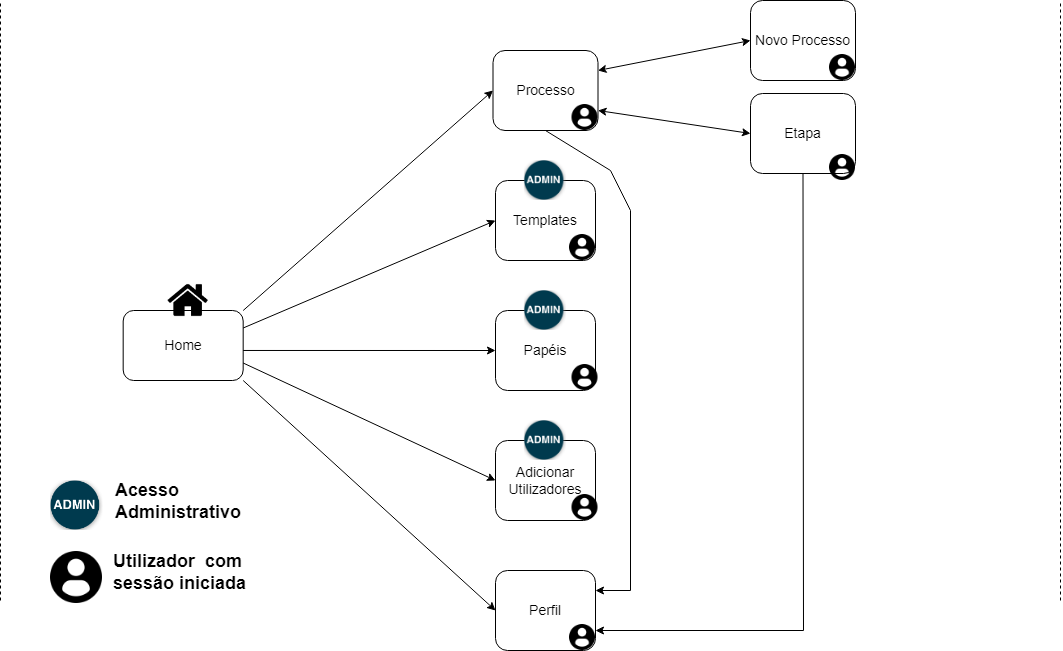 Novo Processo
Processo
Etapa
ADMIN
Templates
ADMIN
Home
Papéis
ADMIN
Adicionar
Utilizadores
ADMIN
Acesso
Administrativo
Utilizador  com
sessão iniciada
Perfil